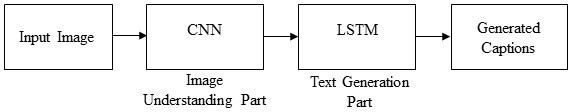 Input Image
CNN
LSTM
Generated
Captions
Image
Understanding Part
Text Generation
Part